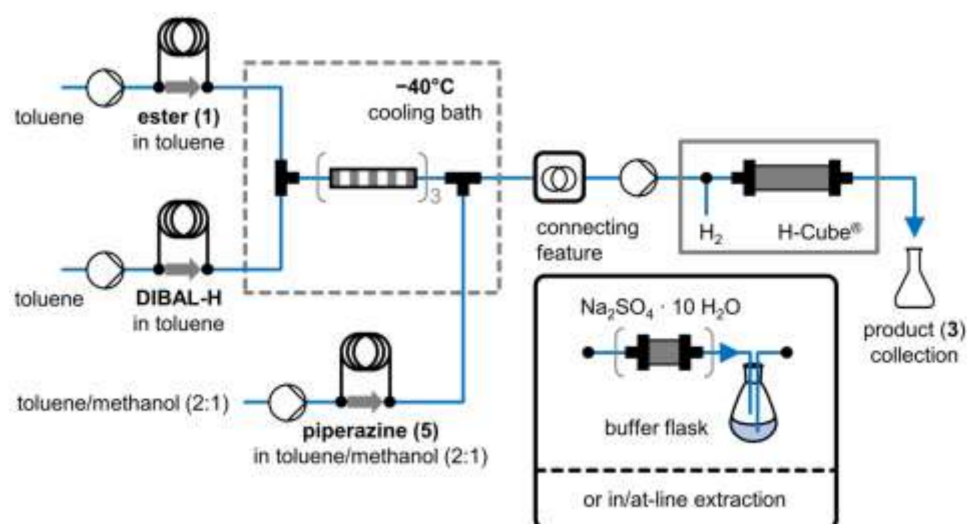 toluene
ester (1)
in toluene
−40°C
cooling bath
3
toluene
DIBAL-H
in toluene
connecting
feature
H₂
H-Cube®
product (3)
collection
toluene/methanol (2:1)
piperazine (5)
in toluene/methanol (2:1)
Na₂SO₄ · 10 H₂O
buffer flask
or in/at-line extraction